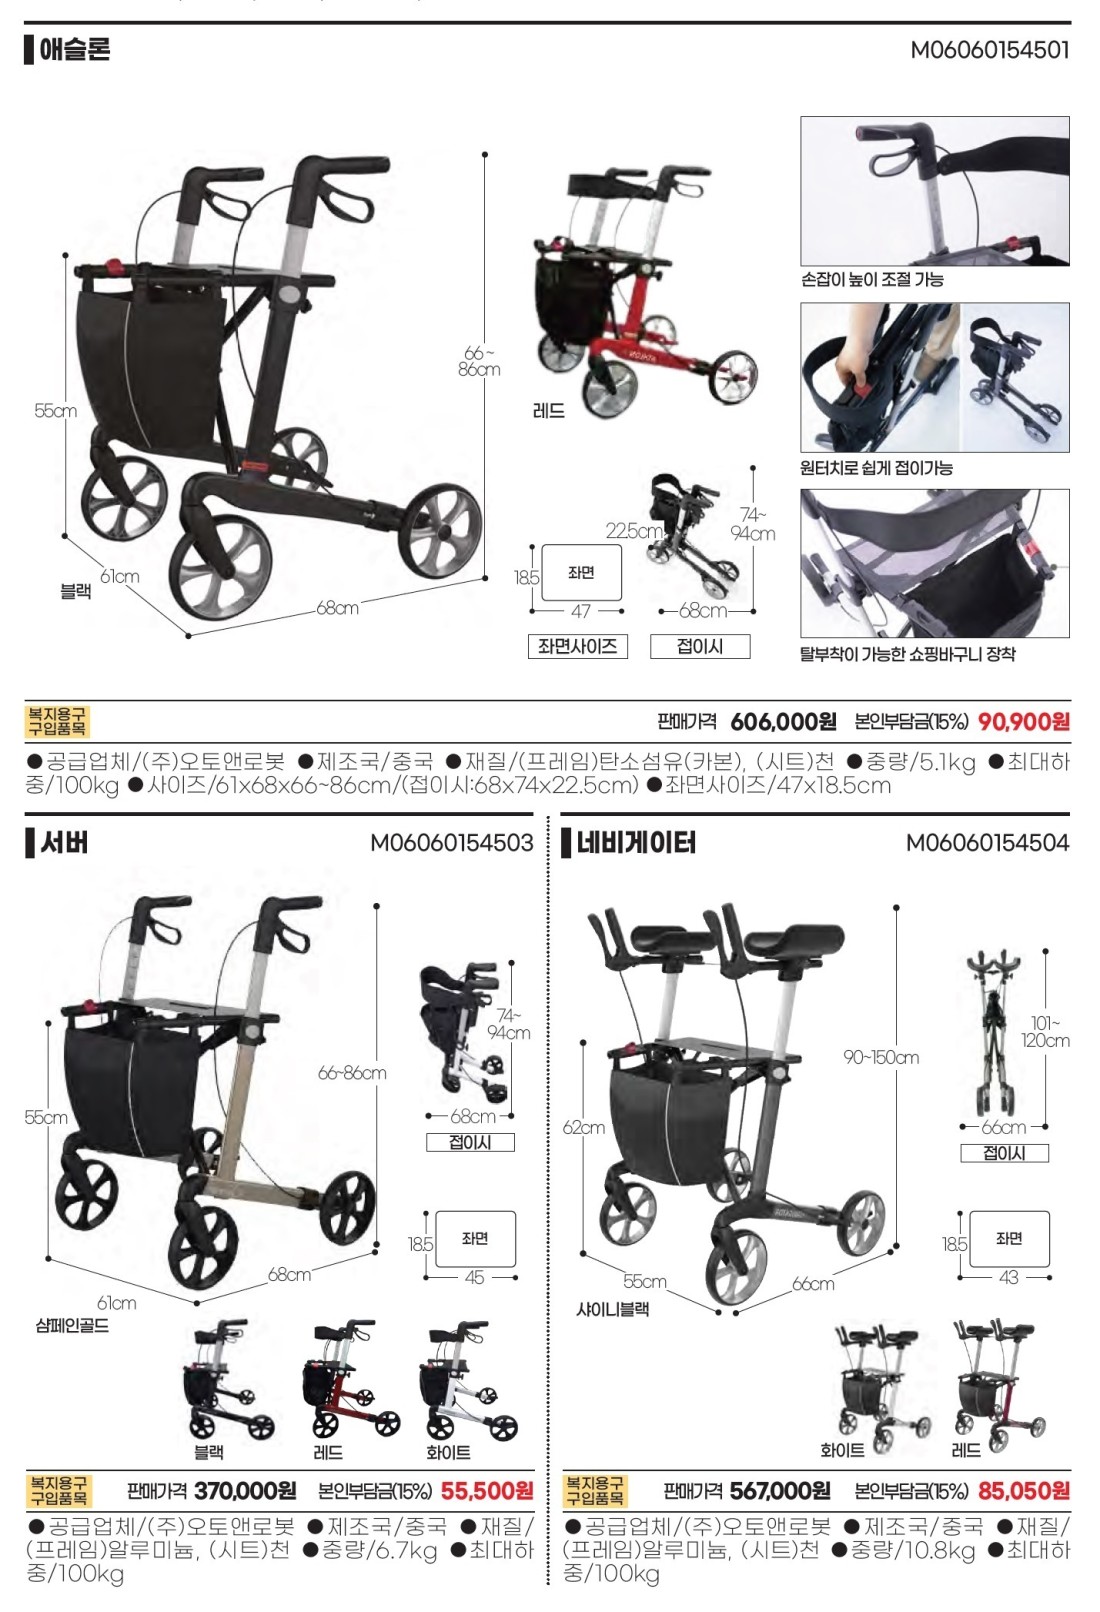 애슬론
M06060154501
66~
86cm
55cm
61cm
68cm
블랙
레드
손잡이 높이 조절 가능
원터치로 쉽게 접이가능
22.5cm
74~
94cm
18.5
좌면
47
68cm
좌면사이즈
접이시
탈부착이 가능한 쇼핑바구니 장착
복지용구
구입품목
판매가격 606,000원 본인부담금(15%) 90,900원
●공급업체/(주)오토앤로봇 ●제조국/중국 ●재질/(프레임)탄소섬유(카본), (시트)천 ●중량/5.1kg ●최대하
중/100kg ●사이즈/61x68x66~86cm/(접이시:68x74x22.5cm) ●좌면사이즈/47x18.5cm
서버
M06060154503
74~
94cm
66~86cm
55cm
68cm
접이시
18.5
좌면
45
68cm
61cm
샴페인골드
블랙
레드
화이트
복지용구
구입품목
판매가격 370,000원 본인부담금(15%) 55,500원
●공급업체/(주)오토앤로봇 ●제조국/중국 ●재질/
(프레임)알루미늄, (시트)천 ●중량/6.7kg ●최대하
중/100kg
네비게이터
M06060154504
101~
120cm
90~150cm
62cm
66cm
접이시
18.5
좌면
43
55cm
66cm
샤이니블랙
화이트
레드
복지용구
구입품목
판매가격 567,000원 본인부담금(15%) 85,050원
●공급업체/(주)오토앤로봇 ●제조국/중국 ●재질/
(프레임)알루미늄, (시트)천 ●중량/10.8kg ●최대하
중/100kg